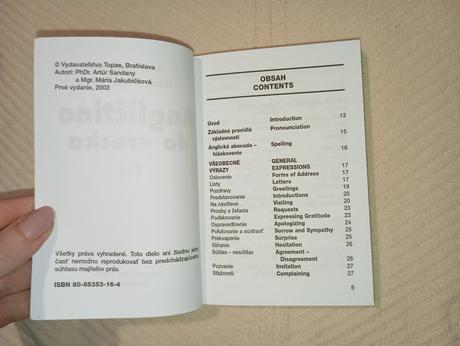 © Vydavateľstvo Topas, Bratislava
Autori: PhDr. Artúr Sandany
a Mgr. Mária Jakubičková
Prvé vydanie, 2003
Všetky práva vyhradené. Toto dielo ani žiadnu jeho
časť nemožno reprodukovať bez predchádzajúceho
súhlasu majiteľov práv.
ISBN 80-85353-16-4
OBSAH
CONTENTS
Úvod Introduction 13
Základné pravidlá Pronounciation
výslovnosti 15
Anglická abeceda – Spelling
hláskovanie 16
VŠEOBECNÉ GENERAL
VÝRAZY EXPRESSIONS 17
Oslovenie Forms of Address 17
Listy Letters 17
Pozdravy Greetings 19
Predstavovanie Introductions 20
Na návšteve Visiting 20
Prosby a želania Requests 23
Poďakovanie Expressing Gratitude 23
Ospravedlnenie Apologizing 24
Poľutovanie a sústrasť Sorrow and Sympathy 25
Prekvapenie Surprise 25
Váhanie Hesitation 26
Súhlas – nesúhlas Agreement –
Disagreement 26
Pozvanie Invitation 27
Sťažnosti Complaining 27
5